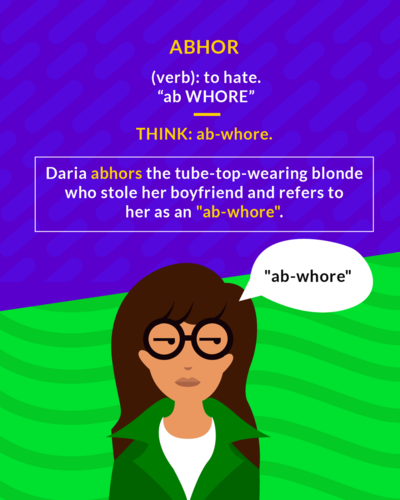 ABHOR
(verb): to hate.
“ab WHORE”
THINK: ab-whore.
Daria abhors the tube-top-wearing blonde
who stole her boyfriend and refers to
her as an "ab-whore".
"ab-whore"